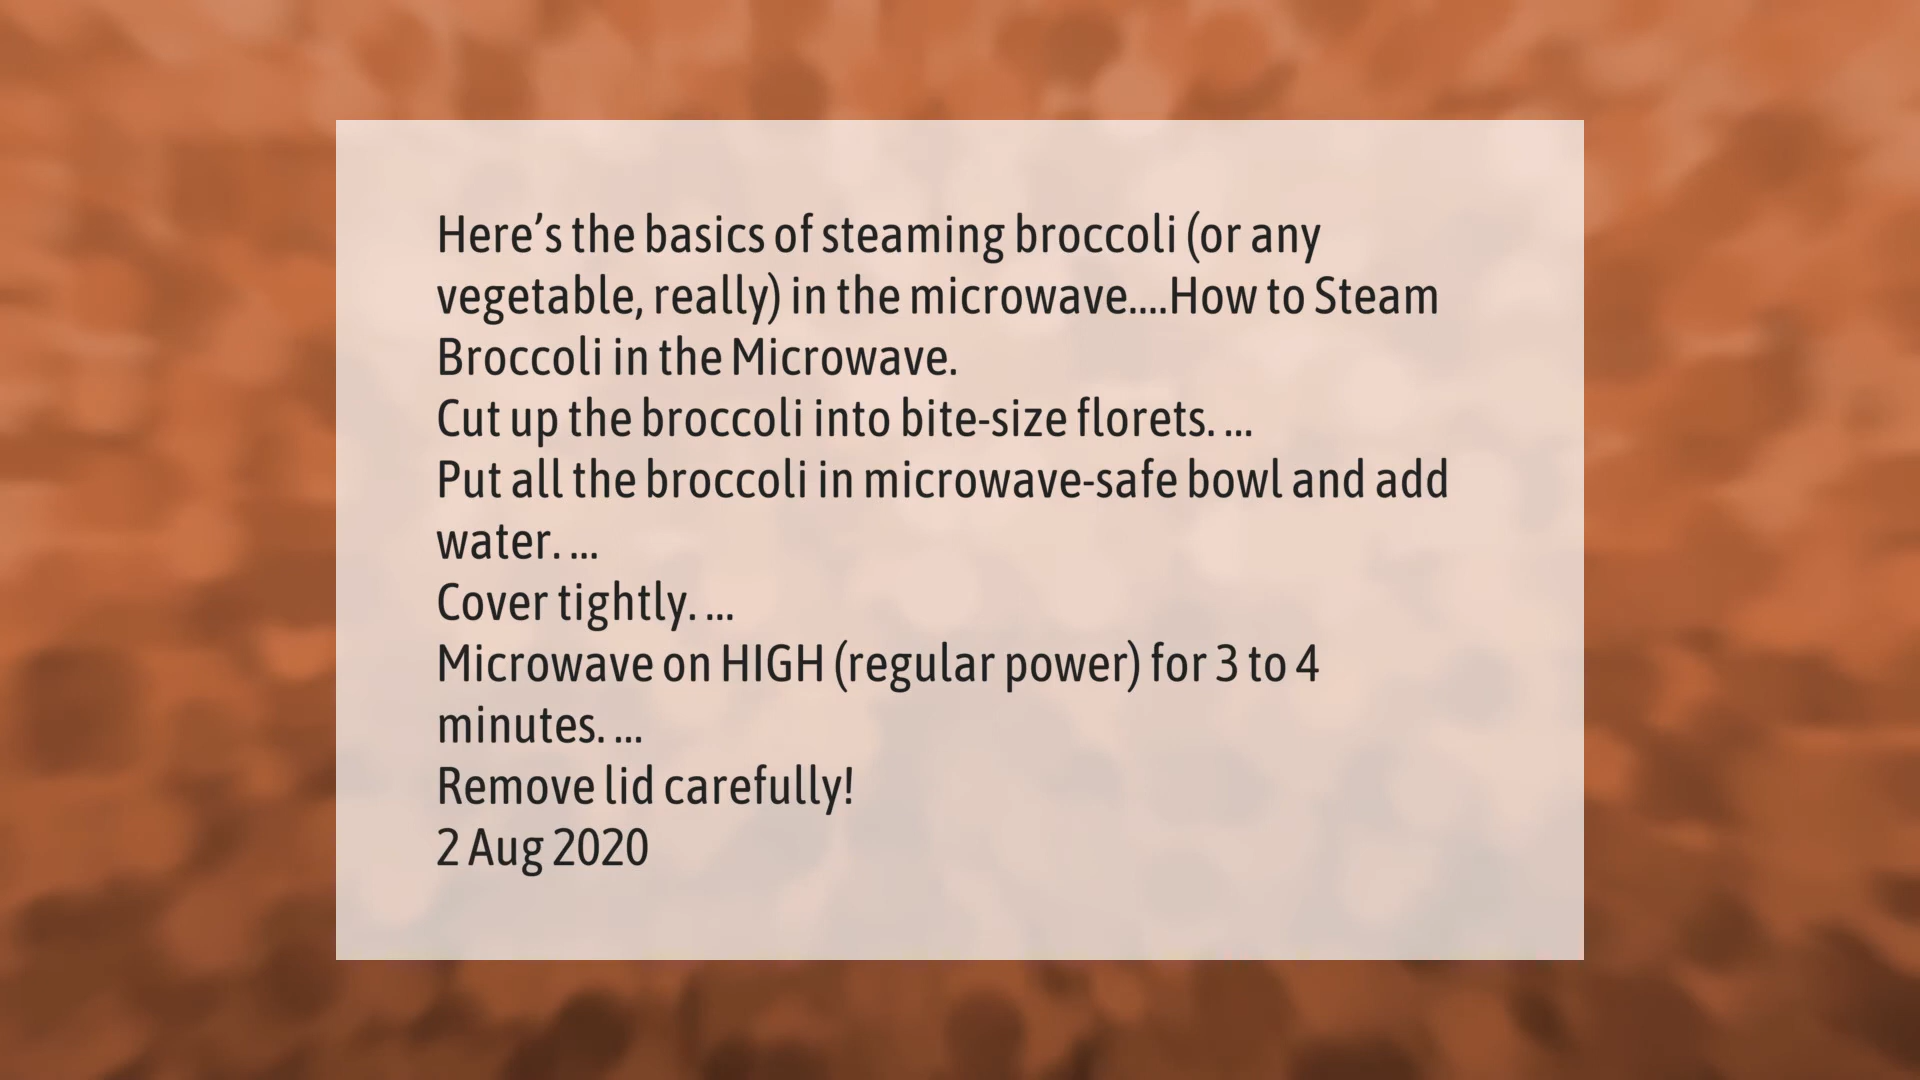 Here’s the basics of steaming broccoli (or any
vegetable, really) in the microwave....How to Steam
Broccoli in the Microwave.
Cut up the broccoli into bite-size florets. ...
Put all the broccoli in microwave-safe bowl and add
water. ...
Cover tightly. ...
Microwave on HIGH (regular power) for 3 to 4
minutes. ...
Remove lid carefully!
2 Aug 2020